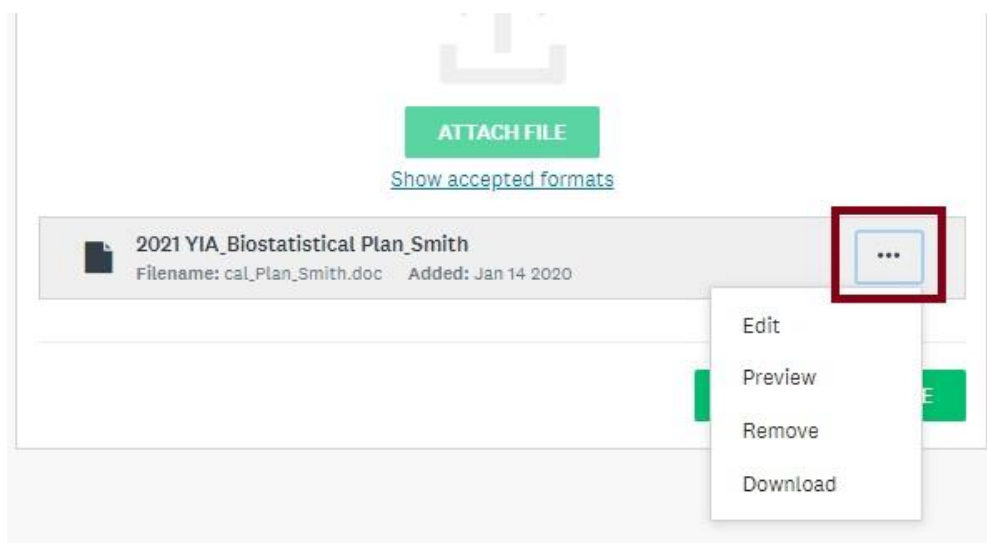 ATTACH FILE
Show accepted formats
2021 YIA_Biostatistical Plan_Smith
Filename: cal_Plan_Smith.doc Added: Jan 14 2020
...
Edit
Preview
E
Remove
Download